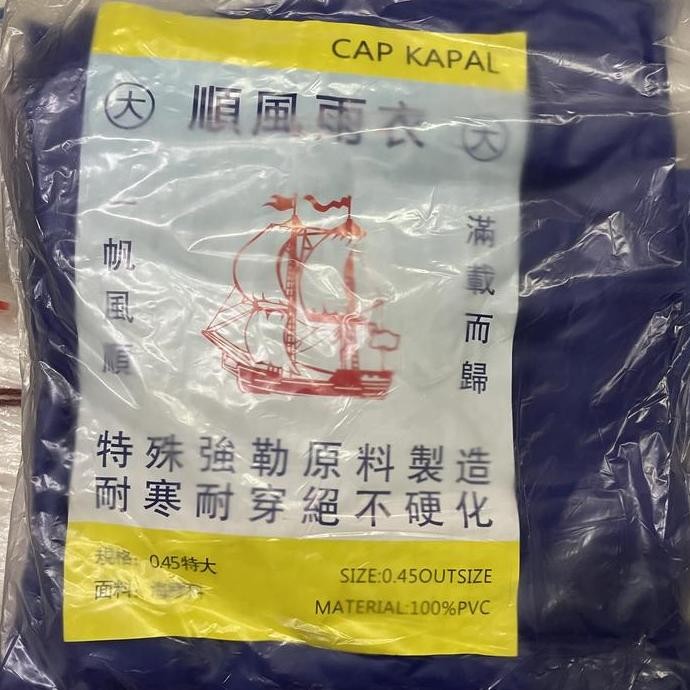 CAP KAPAL
大 順風雨衣 大
一帆風順
滿載而歸
特殊強勒原料製造
耐寒耐穿絕不硬化
規格：045特大
面料：
SIZE:0.45OUTSIZE
MATERIAL:100%PVC